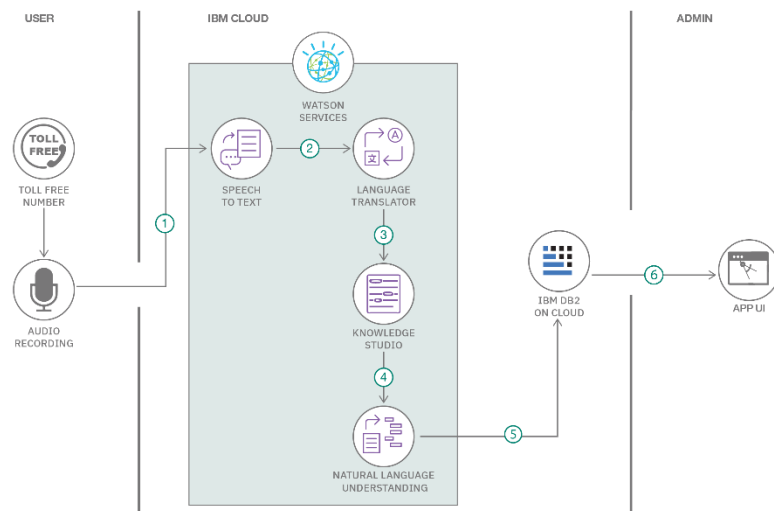 USER
IBM CLOUD
ADMIN
WATSON
SERVICES
TOLL
FREE
TOLL FREE
NUMBER
SPEECH
TO TEXT
2
A
文
LANGUAGE
TRANSLATOR
1
3
AUDIO
RECORDING
KNOWLEDGE
STUDIO
IBM DB2
ON CLOUD
6
APP UI
4
NATURAL LANGUAGE
UNDERSTANDING
5